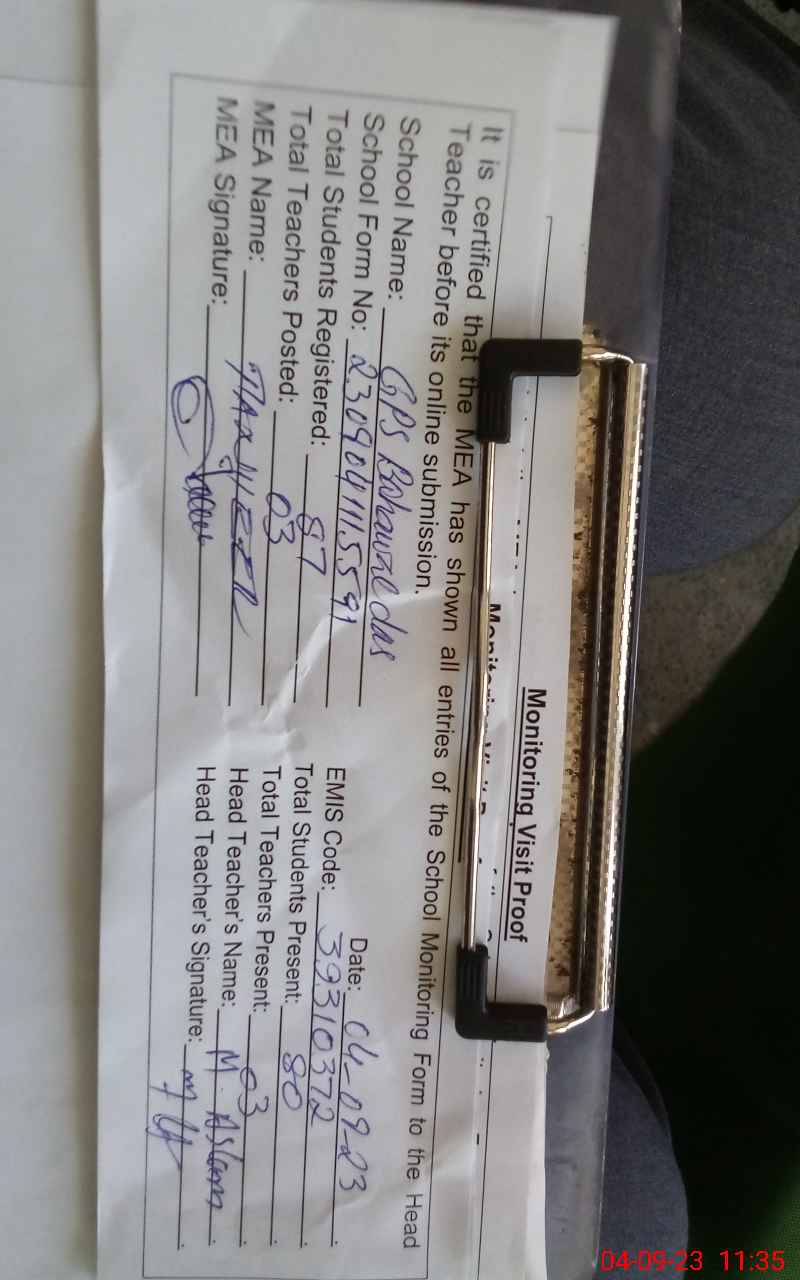 Monitoring Visit Proof
It is certified that the MEA has shown all entries of the School Monitoring Form to the Head
Teacher before its online submission.
School Name: GPS Bahawal das Date: 04-09-23
School Form No: 2309041115591 EMIS Code: 39310372
Total Students Registered: 87 Total Students Present: 80
Total Teachers Posted: 03 Total Teachers Present: 03
MEA Name: Head Teacher's Name: M. Aslam
MEA Signature: Head Teacher's Signature:
04-09-23 11:35